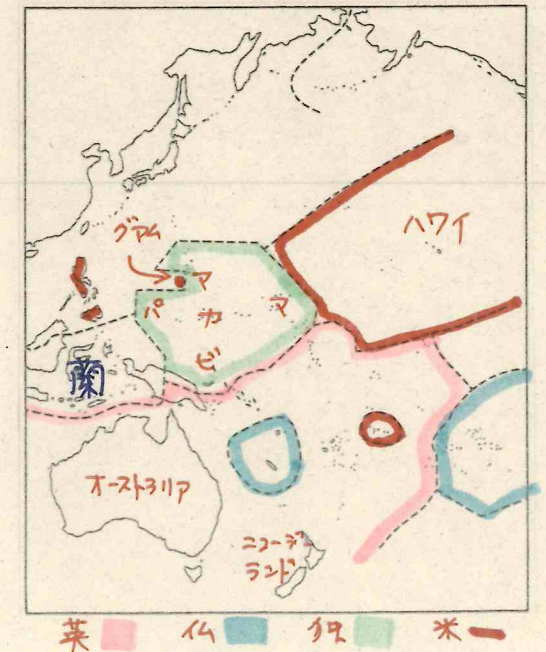 ハワイ
グアム
マ
パ
カ
マ
ビ
蘭
オーストラリア
ニュージー
ランド
英 仏 独 米